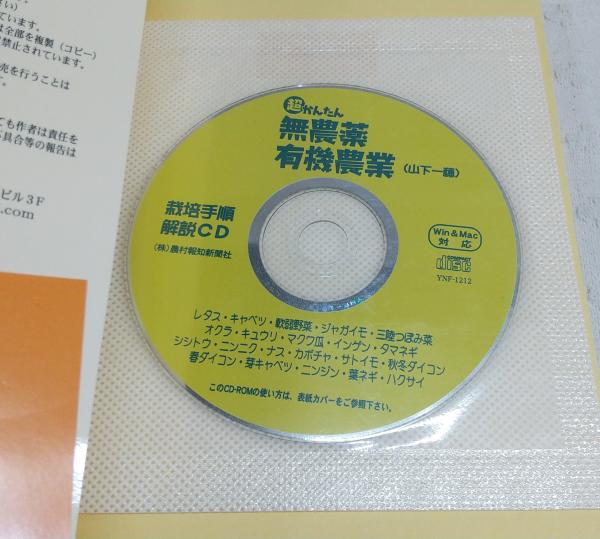 さい）
ています。
は全部を複製（コピー）
禁止されています。
売を行うことは
す。
ても作者は責任を
具合等の報告は
ビル3F
s.com
超かんたん
無農薬
有機農業（山下一穂）
栽培手順
解説CD
（株）農村報知新聞社
Win&Mac
対応
COMPACT
disc
YNF-1212
レタス・キャベツ・軟弱野菜・ジャガイモ・三陸つぼみ菜
オクラ・キュウリ・マクワ瓜・インゲン・タマネギ
シシトウ・ニンニク・ナス・カボチャ・サトイモ・秋冬ダイコン
春ダイコン・芽キャベツ・ニンジン・葉ネギ・ハクサイ
このCD-ROMの使い方は、表紙カバーをご参照下さい。